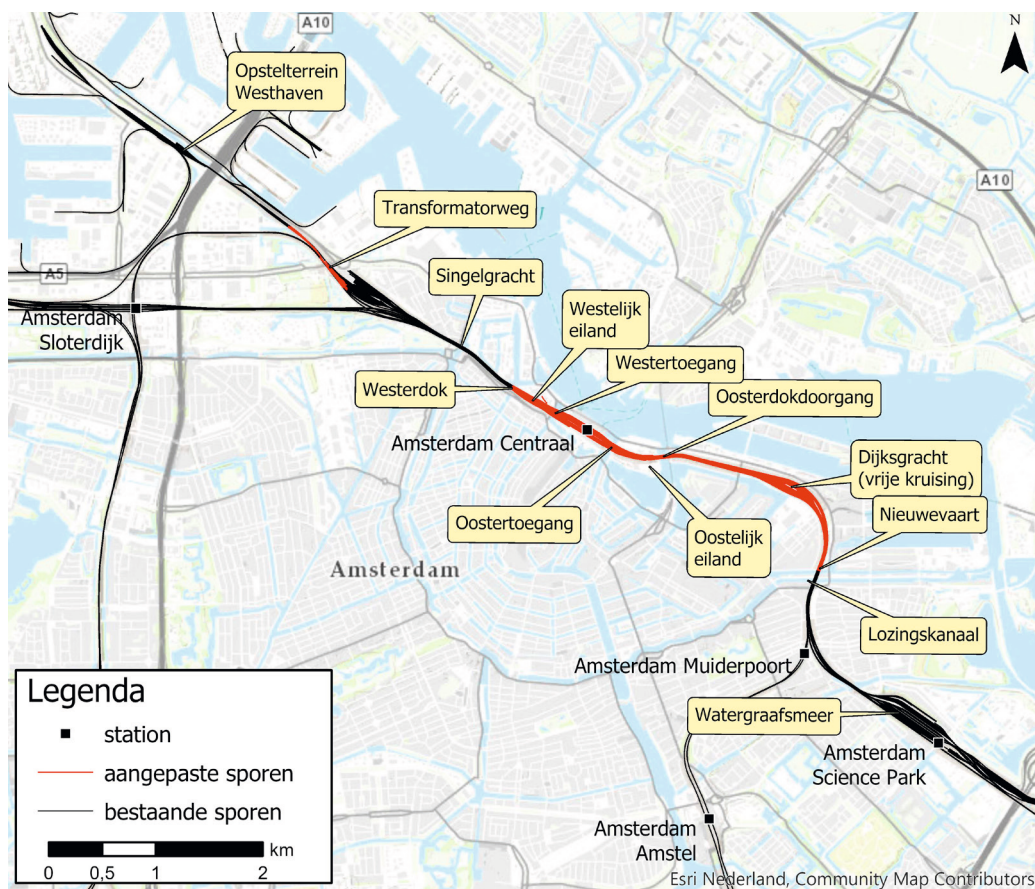 A10
N
Opstelterrein
Westhaven
A10
Transformatorweg
A5
Singelgracht
Amsterdam
Sloterdijk
Westelijk
eiland
Westertoegang
Westerdok
Oosterdokdoorgang
Amsterdam Centraal
Dijksgracht
(vrije kruising)
Oostertoegang
Nieuwevaart
Oostelijk
eiland
Amsterdam
Lozingskanaal
Amsterdam Muiderpoort
Watergraafsmeer
Amsterdam
Science Park
Amsterdam
Amstel
Legenda
station
aangepaste sporen
bestaande sporen
km
0 0,5 1 2
Esri Nederland, Community Map Contributors